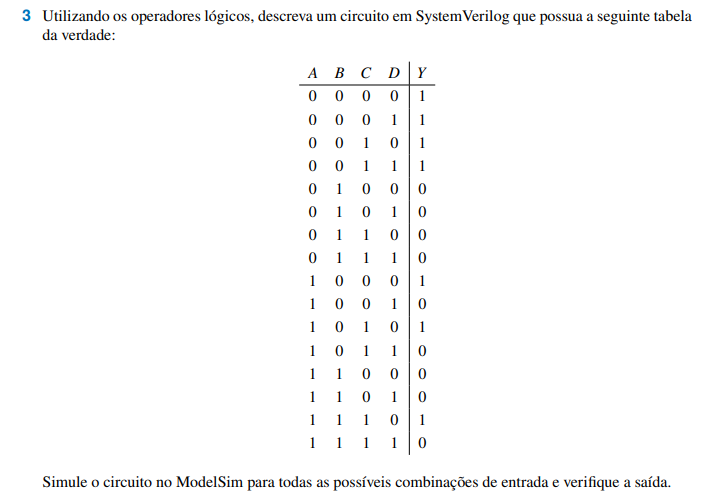 3 Utilizando os operadores lógicos, descreva um circuito em SystemVerilog que possua a seguinte tabela
da verdade:
A B C D Y
0 0 0 0 1
0 0 0 1 1
0 0 1 0 1
0 0 1 1 1
0 1 0 0 0
0 1 0 1 0
0 1 1 0 0
0 1 1 1 0
1 0 0 0 1
1 0 0 1 0
1 0 1 0 1
1 0 1 1 0
1 1 0 0 0
1 1 0 1 0
1 1 1 0 1
1 1 1 1 0
Simule o circuito no ModelSim para todas as possíveis combinações de entrada e verifique a saída.